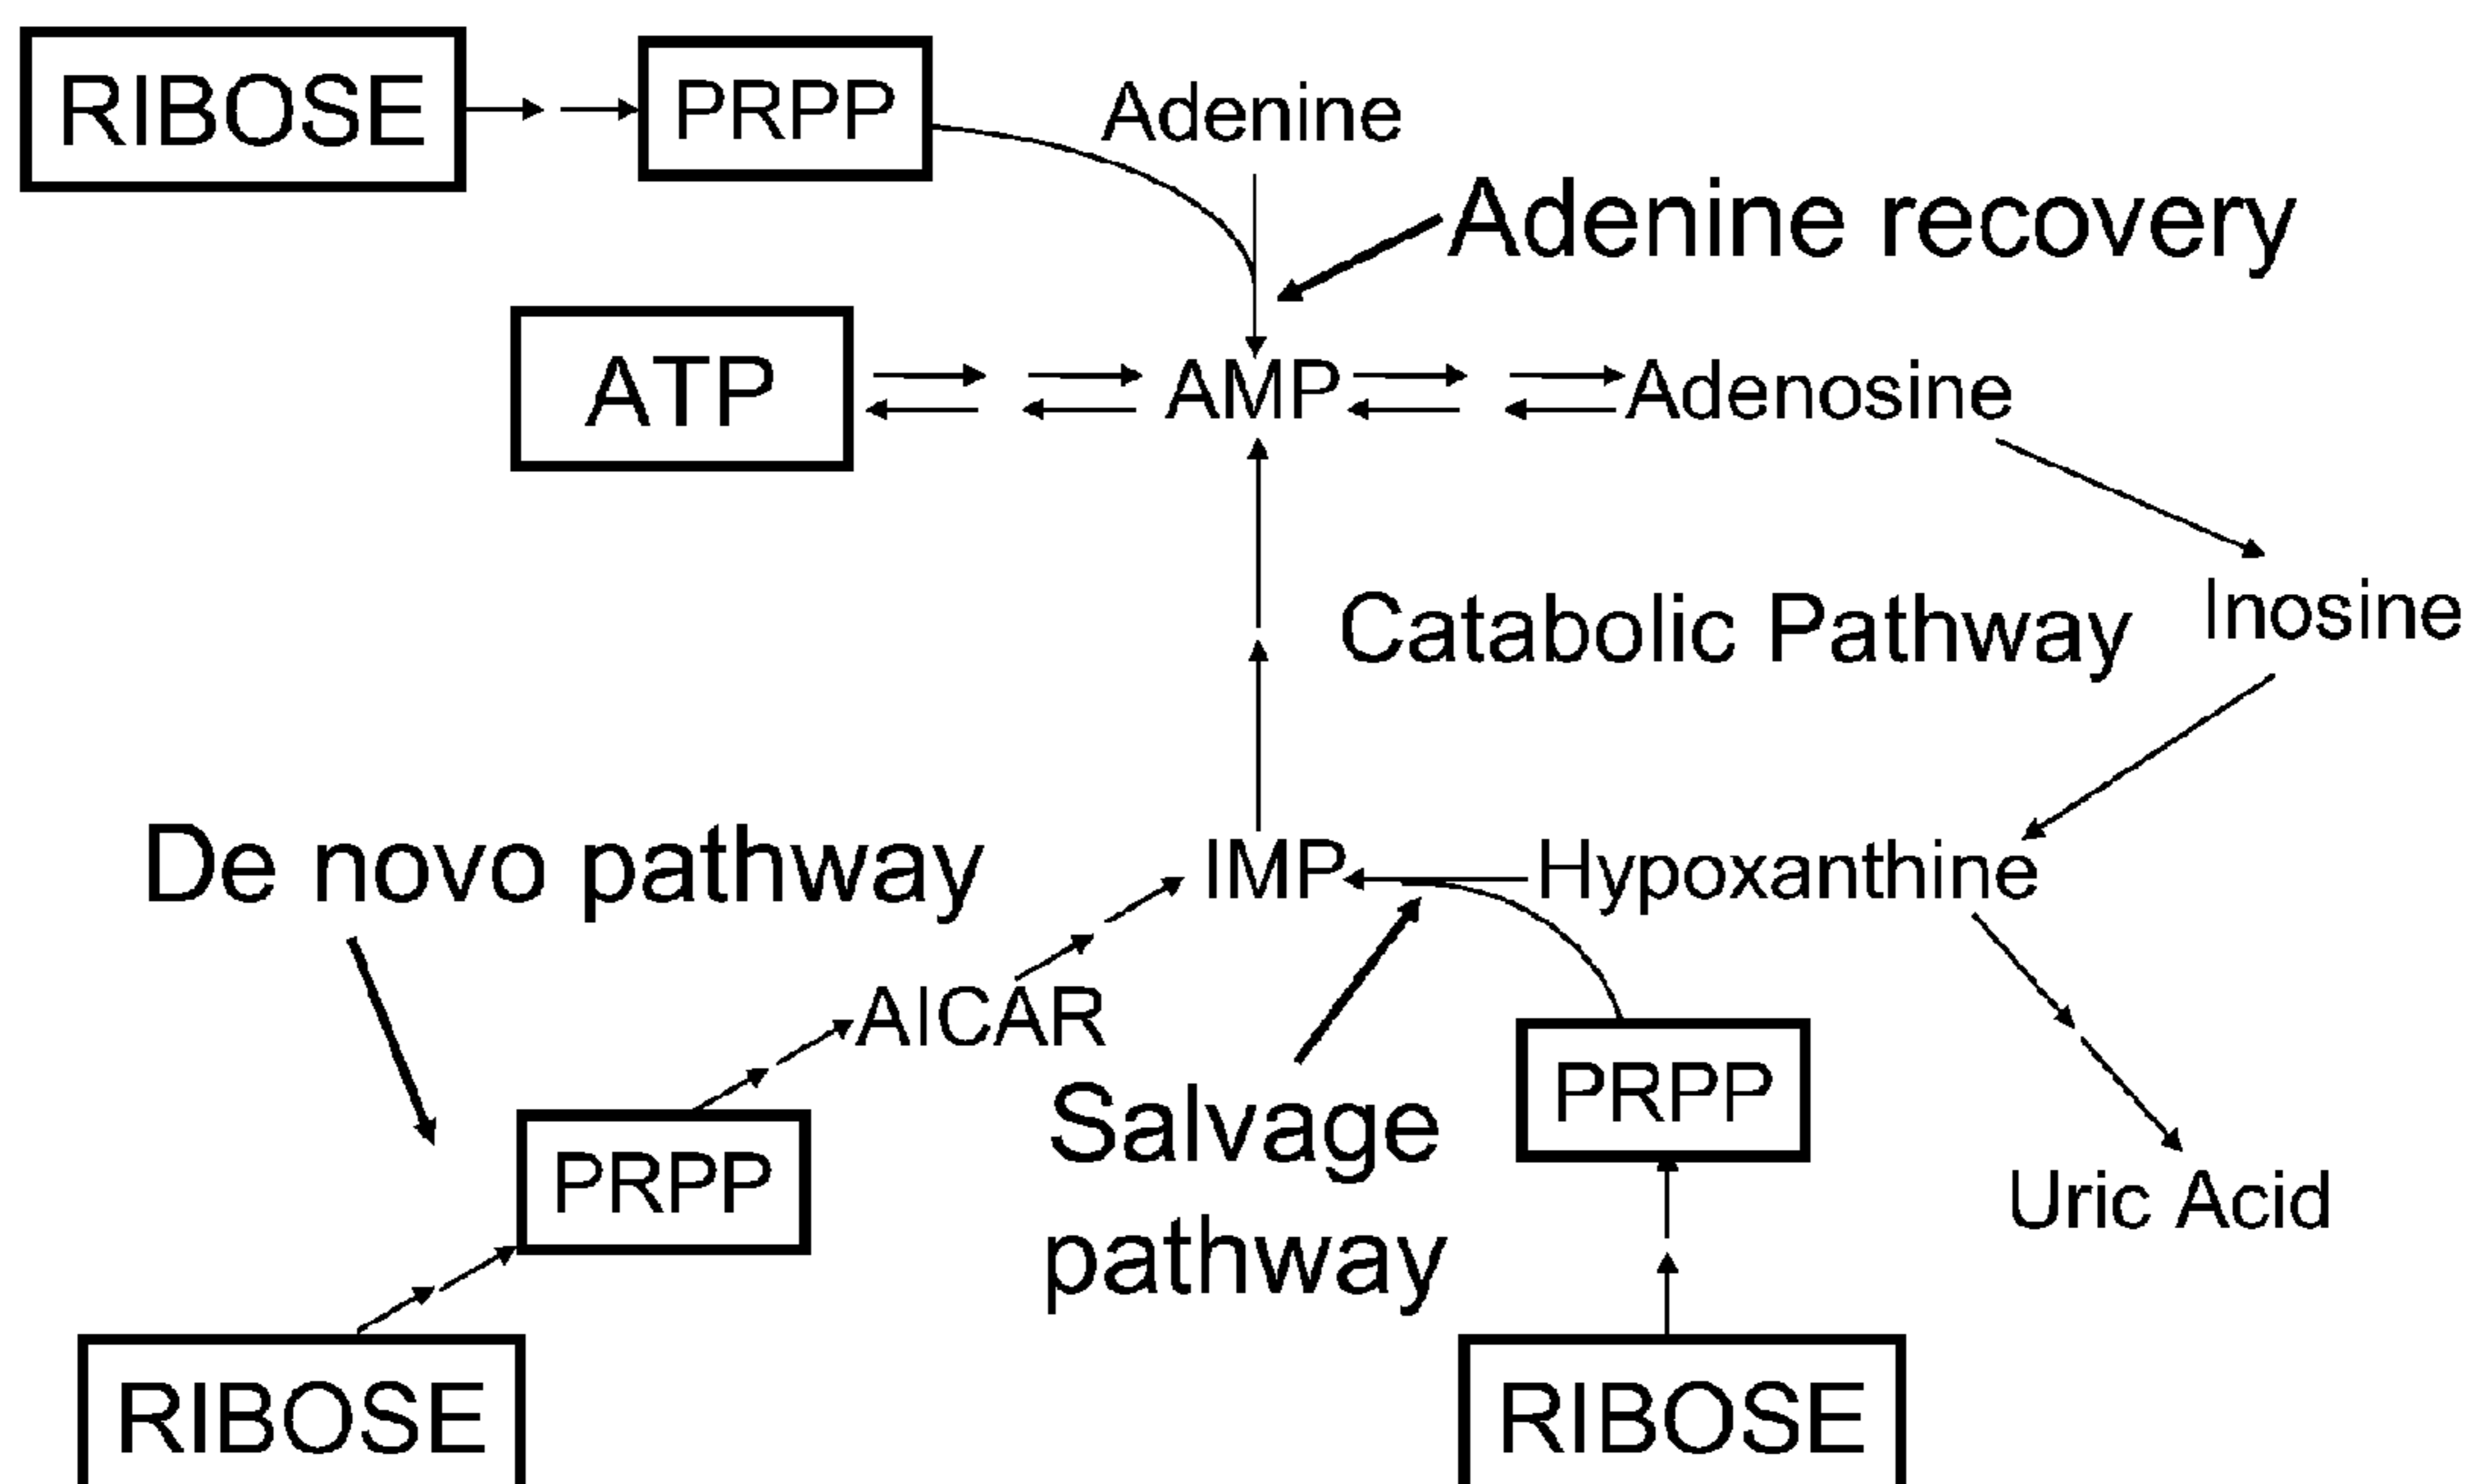 RIBOSE
PRPP
Adenine
Adenine recovery
ATP
AMP
Adenosine
Inosine
Catabolic Pathway
De novo pathway
IMP
Hypoxanthine
AICAR
PRPP
Salvage
pathway
PRPP
Uric Acid
RIBOSE
RIBOSE